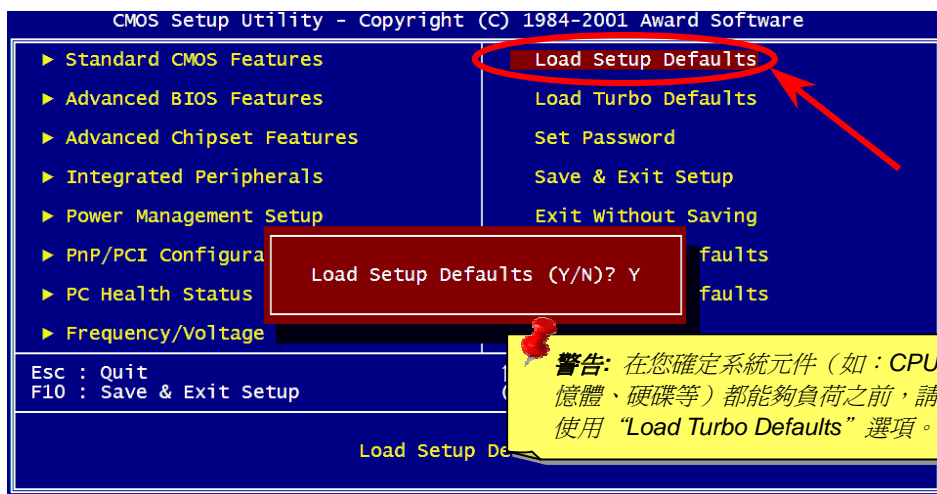 CMOS Setup Utility - Copyright (C) 1984-2001 Award Software
▶ Standard CMOS Features
▶ Advanced BIOS Features
▶ Advanced Chipset Features
▶ Integrated Peripherals
▶ Power Management Setup
▶ PnP/PCI Configura
▶ PC Health Status
▶ Frequency/Voltage
Load Setup Defaults
Load Turbo Defaults
Set Password
Save & Exit Setup
Exit Without Saving
faults
faults
Load Setup Defaults (Y/N)? Y
Esc : Quit
F10 : Save & Exit Setup
(
Load Setup De
警告: 在您確定系統元件（如：CPU
憶體、硬碟等）都能夠負荷之前，請
使用 “Load Turbo Defaults” 選項。